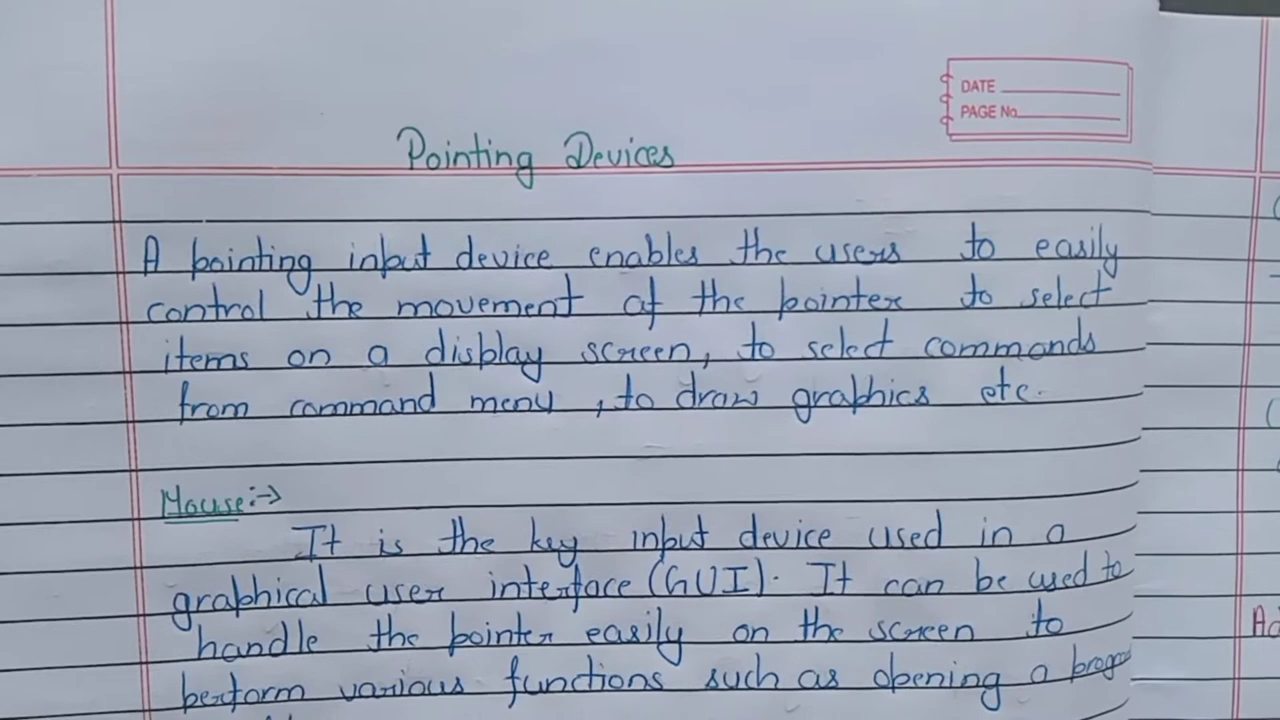 DATE
PAGE No.
Pointing Devices
A pointing input device enables the users to easily
control the movement of the pointer to select
items on a display screen, to select commands
from command menu, to draw graphics etc.
Mouse:→
It is the key input device used in a
graphical user interface (GUI). It can be used to
handle the pointer easily on the screen to
perform various functions such as opening a